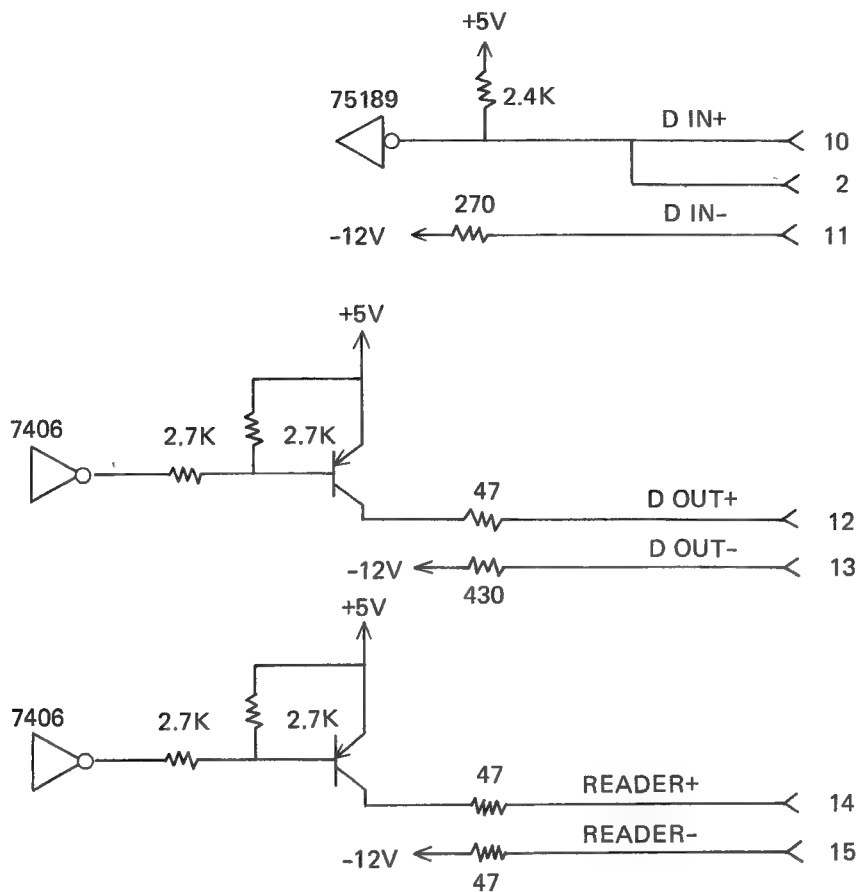 +5V
75189
2.4K
D IN+
10
2
270
D IN-
-12V
11
+5V
7406
2.7K
2.7K
47
D OUT+
12
D OUT-
-12V
13
430
+5V
7406
2.7K
2.7K
47
READER+
14
READER-
-12V
15
47